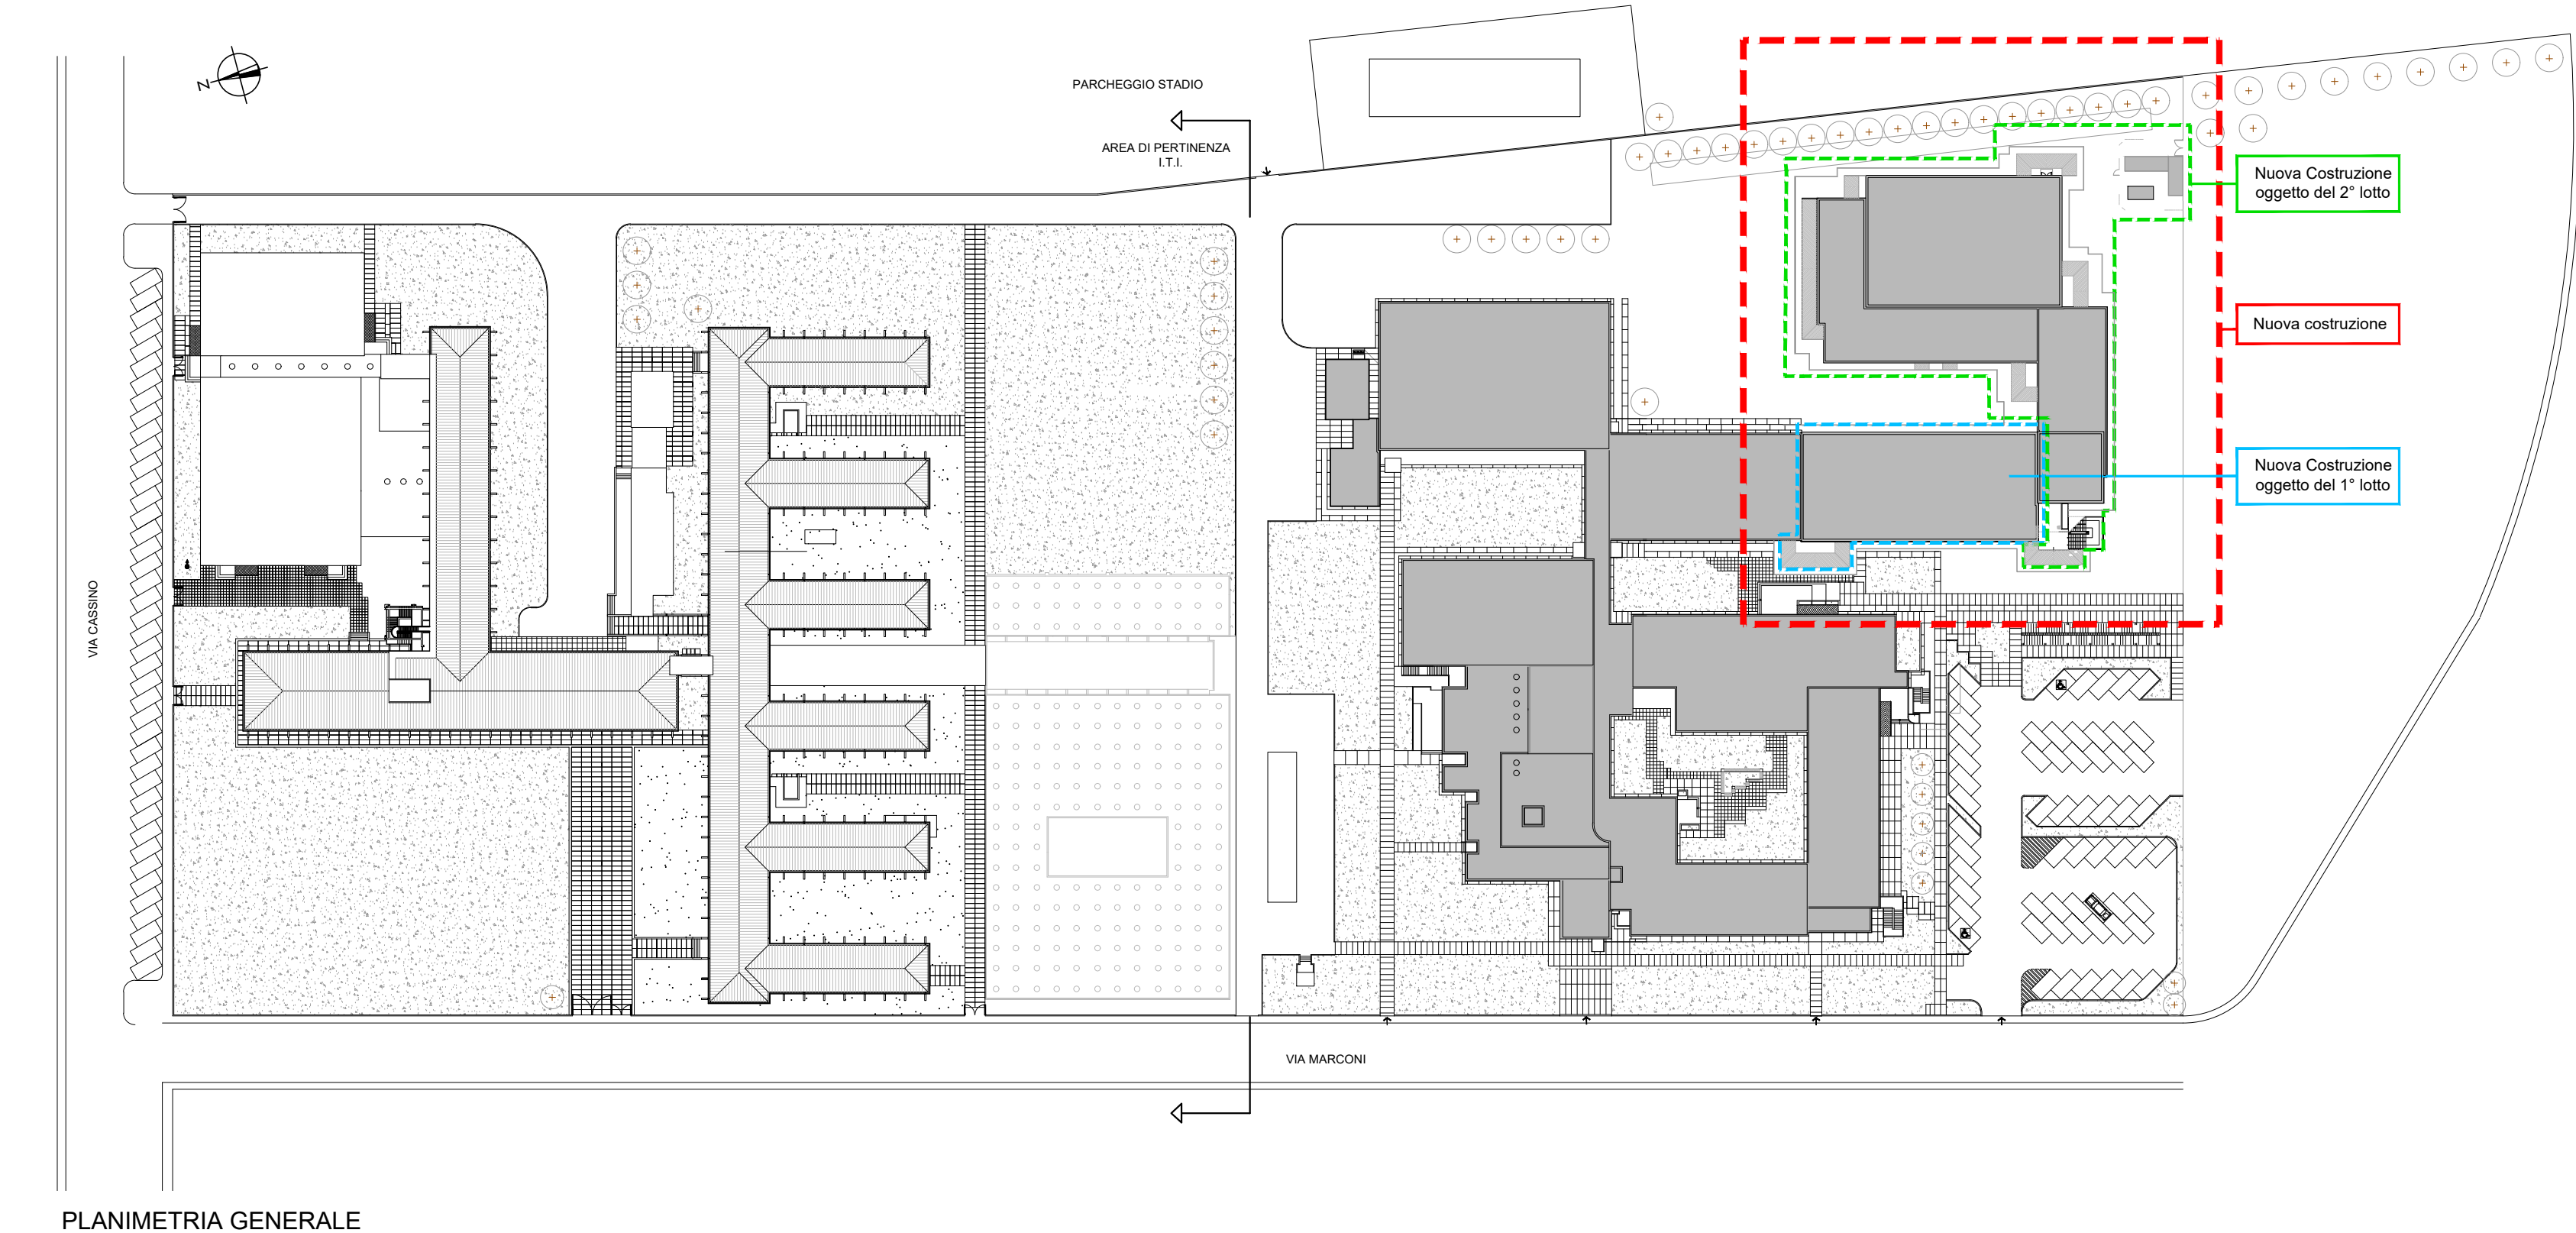 N
PARCHEGGIO STADIO
AREA DI PERTINENZA
I.T.I.
Nuova Costruzione
oggetto del 2° lotto
Nuova costruzione
Nuova Costruzione
oggetto del 1° lotto
VIA CASSINO
VIA MARCONI
PLANIMETRIA GENERALE